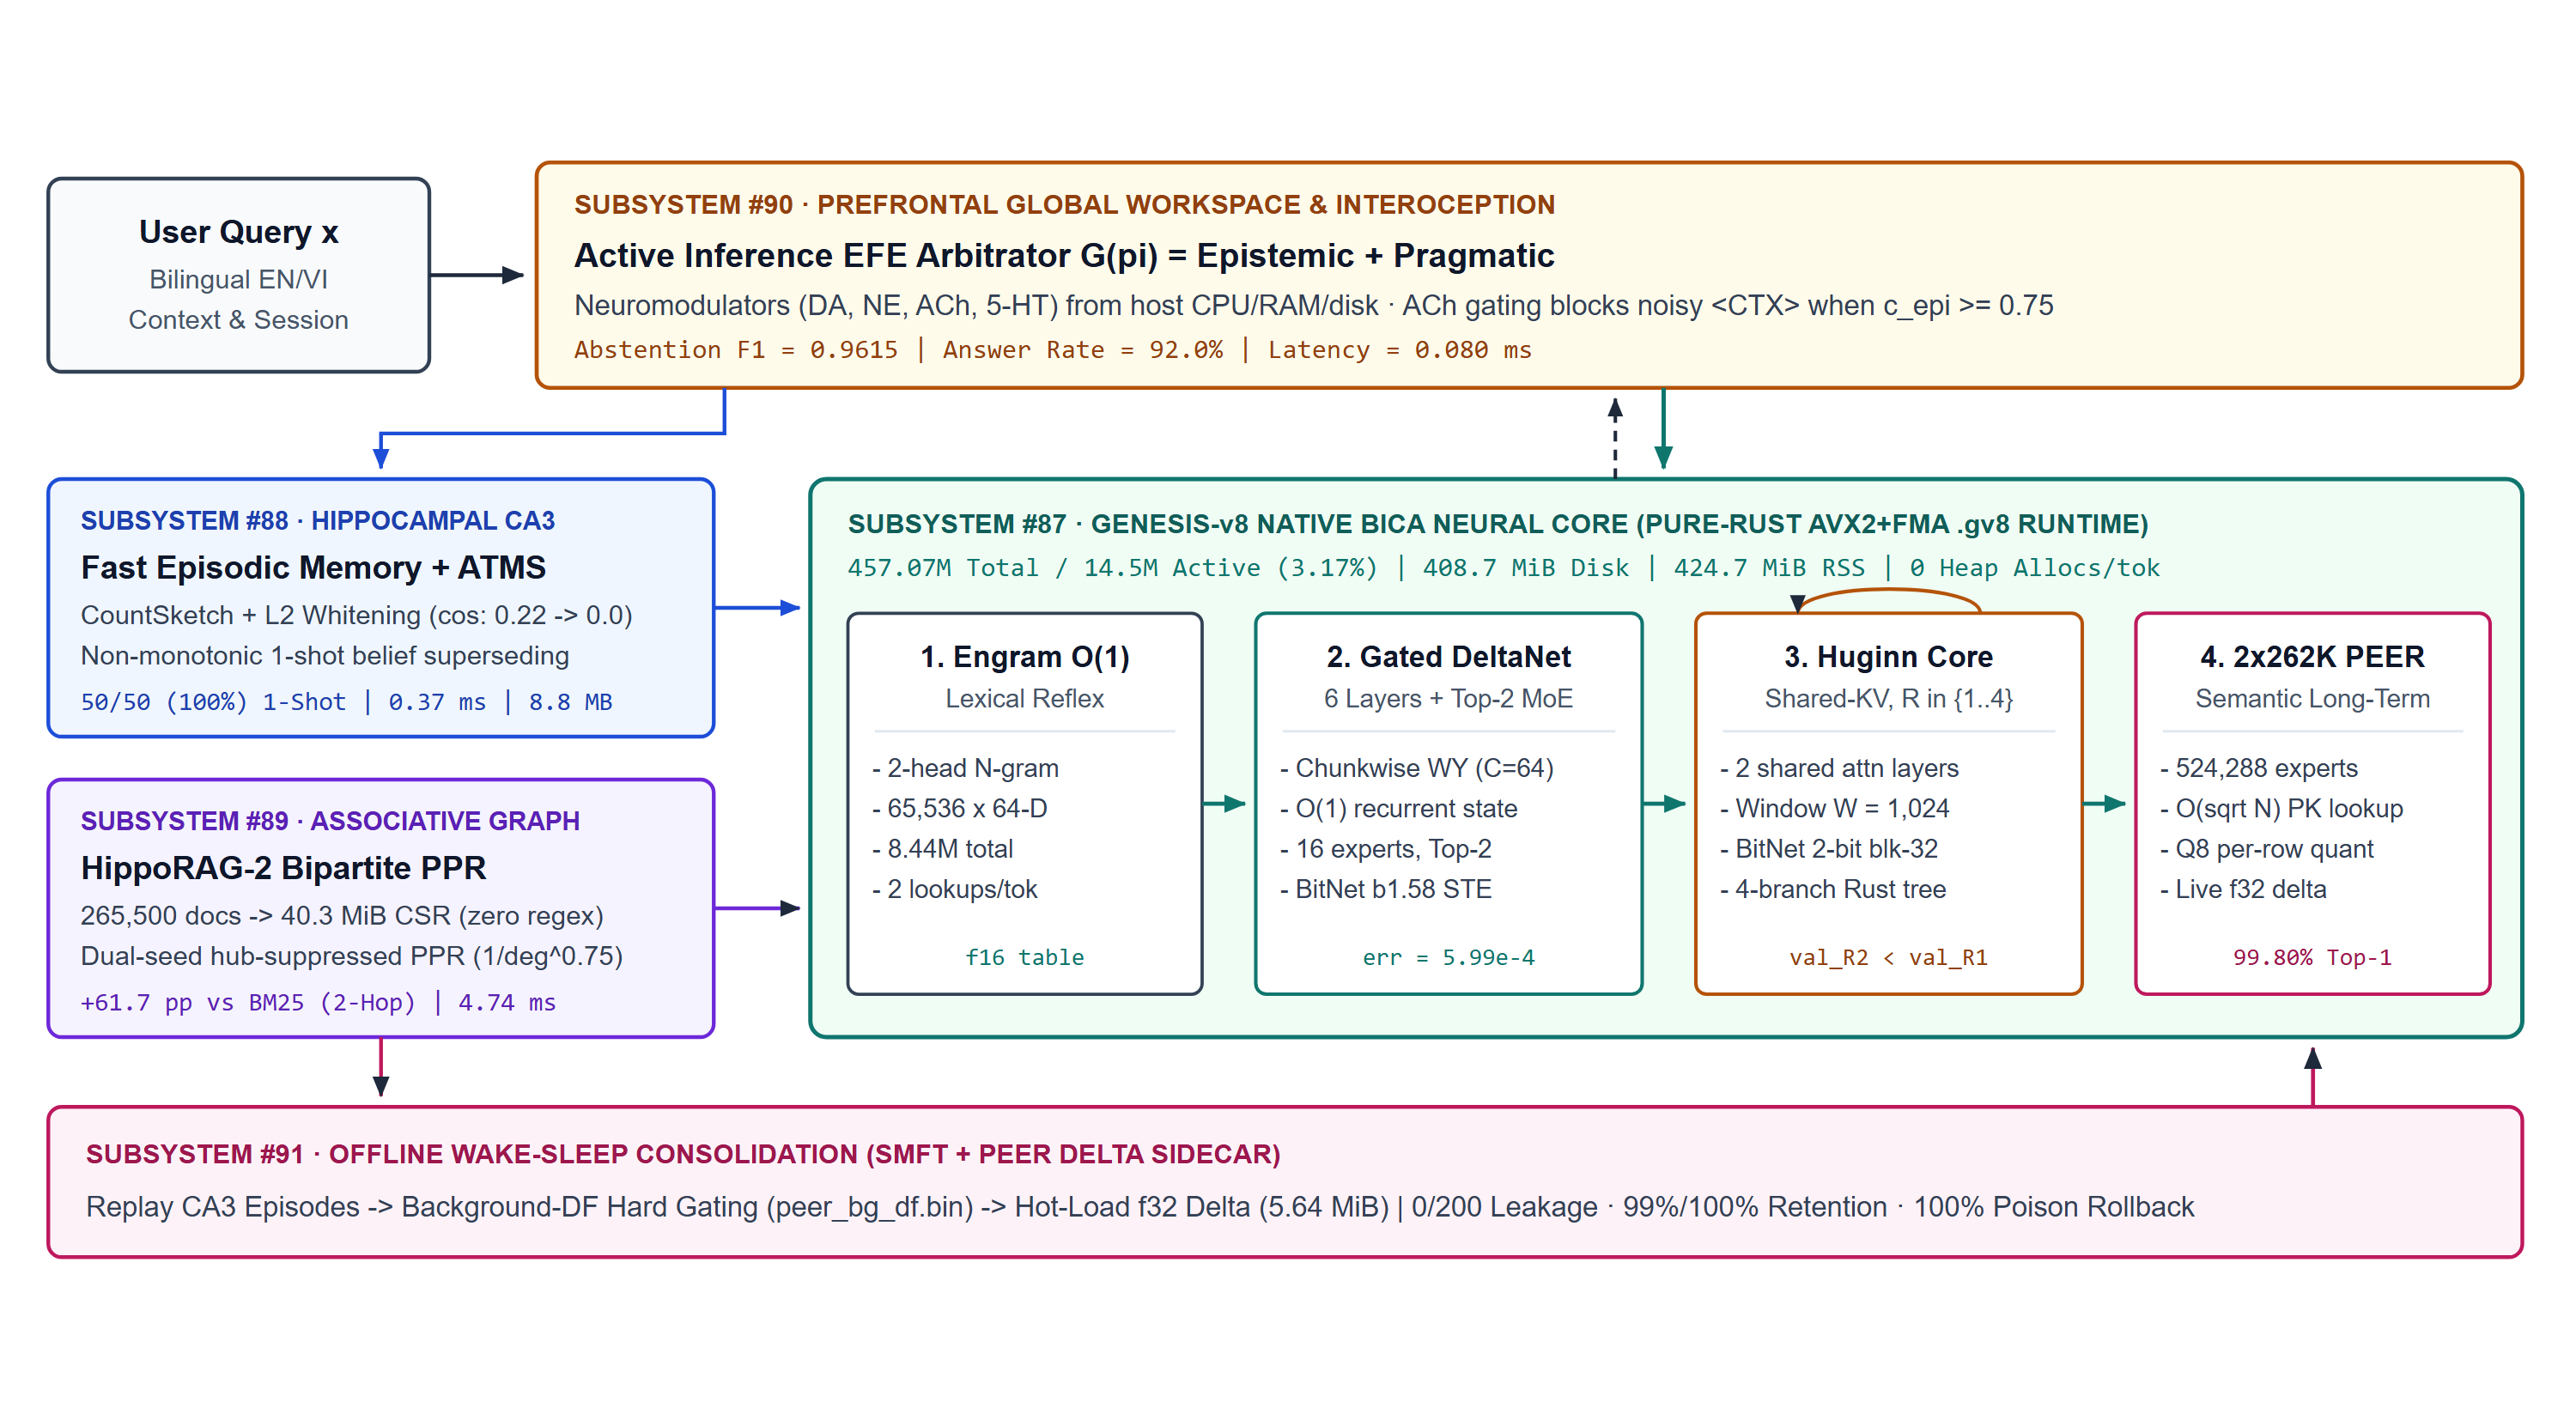 User Query x
Bilingual EN/VI
Context & Session
SUBSYSTEM #90 · PREFRONTAL GLOBAL WORKSPACE & INTEROCEPTION
Active Inference EFE Arbitrator G(pi) = Epistemic + Pragmatic
Neuromodulators (DA, NE, ACh, 5-HT) from host CPU/RAM/disk · ACh gating blocks noisy <CTX> when c_epi >= 0.75
Abstention F1 = 0.9615 | Answer Rate = 92.0% | Latency = 0.080 ms
SUBSYSTEM #88 · HIPPOCAMPAL CA3
Fast Episodic Memory + ATMS
CountSketch + L2 Whitening (cos: 0.22 -> 0.0)
Non-monotonic 1-shot belief superseding
50/50 (100%) 1-Shot | 0.37 ms | 8.8 MB
SUBSYSTEM #89 · ASSOCIATIVE GRAPH
HippoRAG-2 Bipartite PPR
265,500 docs -> 40.3 MiB CSR (zero regex)
Dual-seed hub-suppressed PPR (1/deg^0.75)
+61.7 pp vs BM25 (2-Hop) | 4.74 ms
SUBSYSTEM #87 · GENESIS-v8 NATIVE BICA NEURAL CORE (PURE-RUST AVX2+FMA .gv8 RUNTIME)
457.07M Total / 14.5M Active (3.17%) | 408.7 MiB Disk | 424.7 MiB RSS | 0 Heap Allocs/tok
1. Engram O(1)
Lexical Reflex
- 2-head N-gram
- 65,536 x 64-D
- 8.44M total
- 2 lookups/tok
f16 table
2. Gated DeltaNet
6 Layers + Top-2 MoE
- Chunkwise WY (C=64)
- O(1) recurrent state
- 16 experts, Top-2
- BitNet b1.58 STE
err = 5.99e-4
3. Huginn Core
Shared-KV, R in {1..4}
- 2 shared attn layers
- Window W = 1,024
- BitNet 2-bit blk-32
- 4-branch Rust tree
val_R2 < val_R1
4. 2x262K PEER
Semantic Long-Term
- 524,288 experts
- O(sqrt N) PK lookup
- Q8 per-row quant
- Live f32 delta
99.80% Top-1
SUBSYSTEM #91 · OFFLINE WAKE-SLEEP CONSOLIDATION (SMFT + PEER DELTA SIDECAR)
Replay CA3 Episodes -> Background-DF Hard Gating (peer_bg_df.bin) -> Hot-Load f32 Delta (5.64 MiB) | 0/200 Leakage · 99%/100% Retention · 100% Poison Rollback